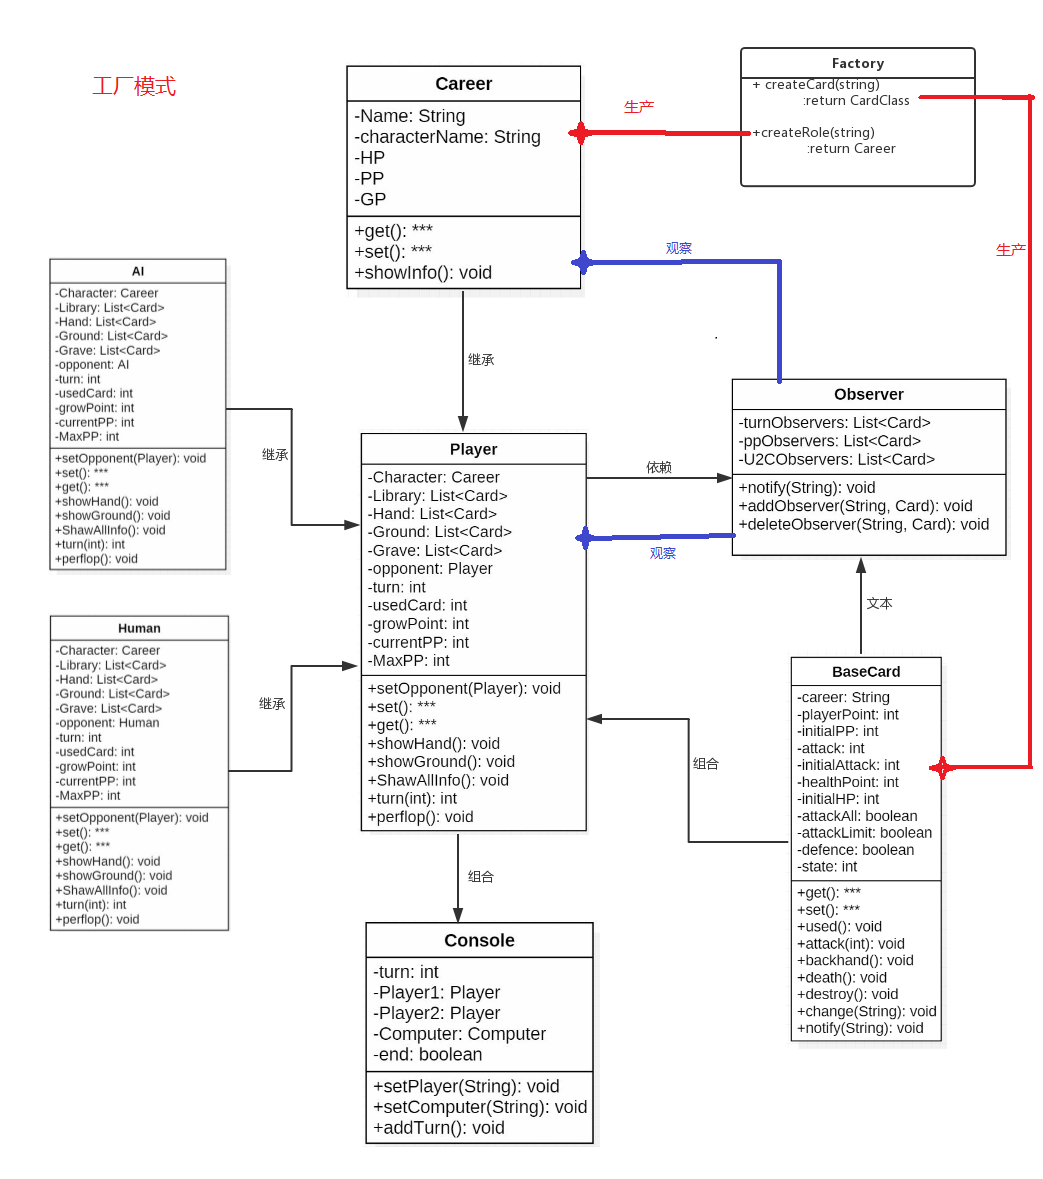 工厂模式
Career
-Name: String
-characterName: String
-HP
-PP
-GP
+get(): ***
+set(): ***
+showInfo(): void
生产
Factory
+ createCard(string)
:return CardClass
+createRole(string)
:return Career
生产
观察
继承
AI
-Character: Career
-Library: List<Card>
-Hand: List<Card>
-Ground: List<Card>
-Grave: List<Card>
-opponent: AI
-turn: int
-usedCard: int
-growPoint: int
-currentPP: int
-MaxPP: int
+setOpponent(Player): void
+set(): ***
+get(): ***
+showHand(): void
+showGround(): void
+ShawAllInfo(): void
+turn(int): int
+perflop(): void
继承
Player
-Character: Career
-Library: List<Card>
-Hand: List<Card>
-Ground: List<Card>
-Grave: List<Card>
-opponent: Player
-turn: int
-usedCard: int
-growPoint: int
-currentPP: int
-MaxPP: int
+setOpponent(Player): void
+set(): ***
+get(): ***
+showHand(): void
+showGround(): void
+ShawAllInfo(): void
+turn(int): int
+perflop(): void
依赖
观察
Observer
-turnObservers: List<Card>
-ppObservers: List<Card>
-U2CObservers: List<Card>
+notify(String): void
+addObserver(String, Card): void
+deleteObserver(String, Card): void
文本
Human
-Character: Career
-Library: List<Card>
-Hand: List<Card>
-Ground: List<Card>
-Grave: List<Card>
-opponent: Human
-turn: int
-usedCard: int
-growPoint: int
-currentPP: int
-MaxPP: int
+setOpponent(Player): void
+set(): ***
+get(): ***
+showHand(): void
+showGround(): void
+ShawAllInfo(): void
+turn(int): int
+perflop(): void
继承
组合
BaseCard
-career: String
-playerPoint: int
-initialPP: int
-attack: int
-initialAttack: int
-healthPoint: int
-initialHP: int
-attackAll: boolean
-attackLimit: boolean
-defence: boolean
-state: int
+get(): ***
+set(): ***
+used(): void
+attack(int): void
+backhand(): void
+death(): void
+destroy(): void
+change(String): void
+notify(String): void
组合
Console
-turn: int
-Player1: Player
-Player2: Player
-Computer: Computer
-end: boolean
+setPlayer(String): void
+setComputer(String): void
+addTurn(): void